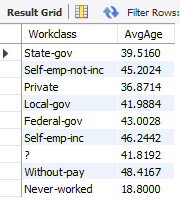 Result Grid Filter Rows:
Workclass AvgAge
State-gov 39.5160
Self-emp-not-inc 45.2024
Private 36.8714
Local-gov 41.9884
Federal-gov 43.0028
Self-emp-inc 46.2442
? 41.8192
Without-pay 48.4167
Never-worked 18.8000